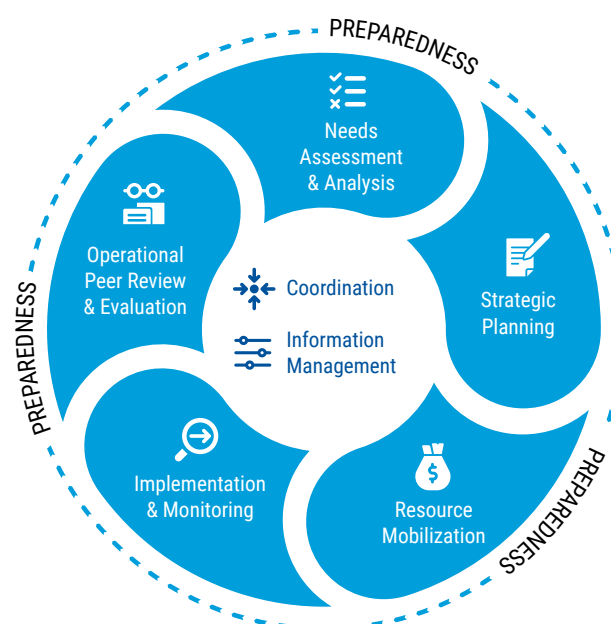 PREPAREDNESS
Needs
Assessment
& Analysis
Strategic
Planning
Resource
Mobilization
PREPAREDNESS
Implementation
& Monitoring
Operational
Peer Review
& Evaluation
PREPAREDNESS
Coordination
Information
Management
$